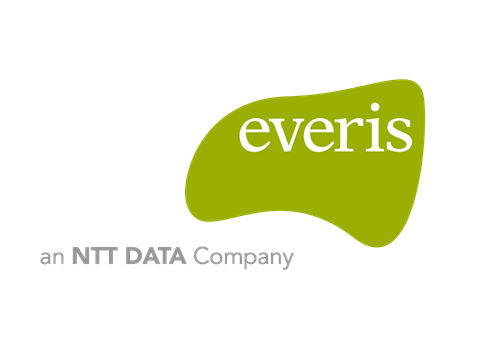 everis
an NTT DATA Company